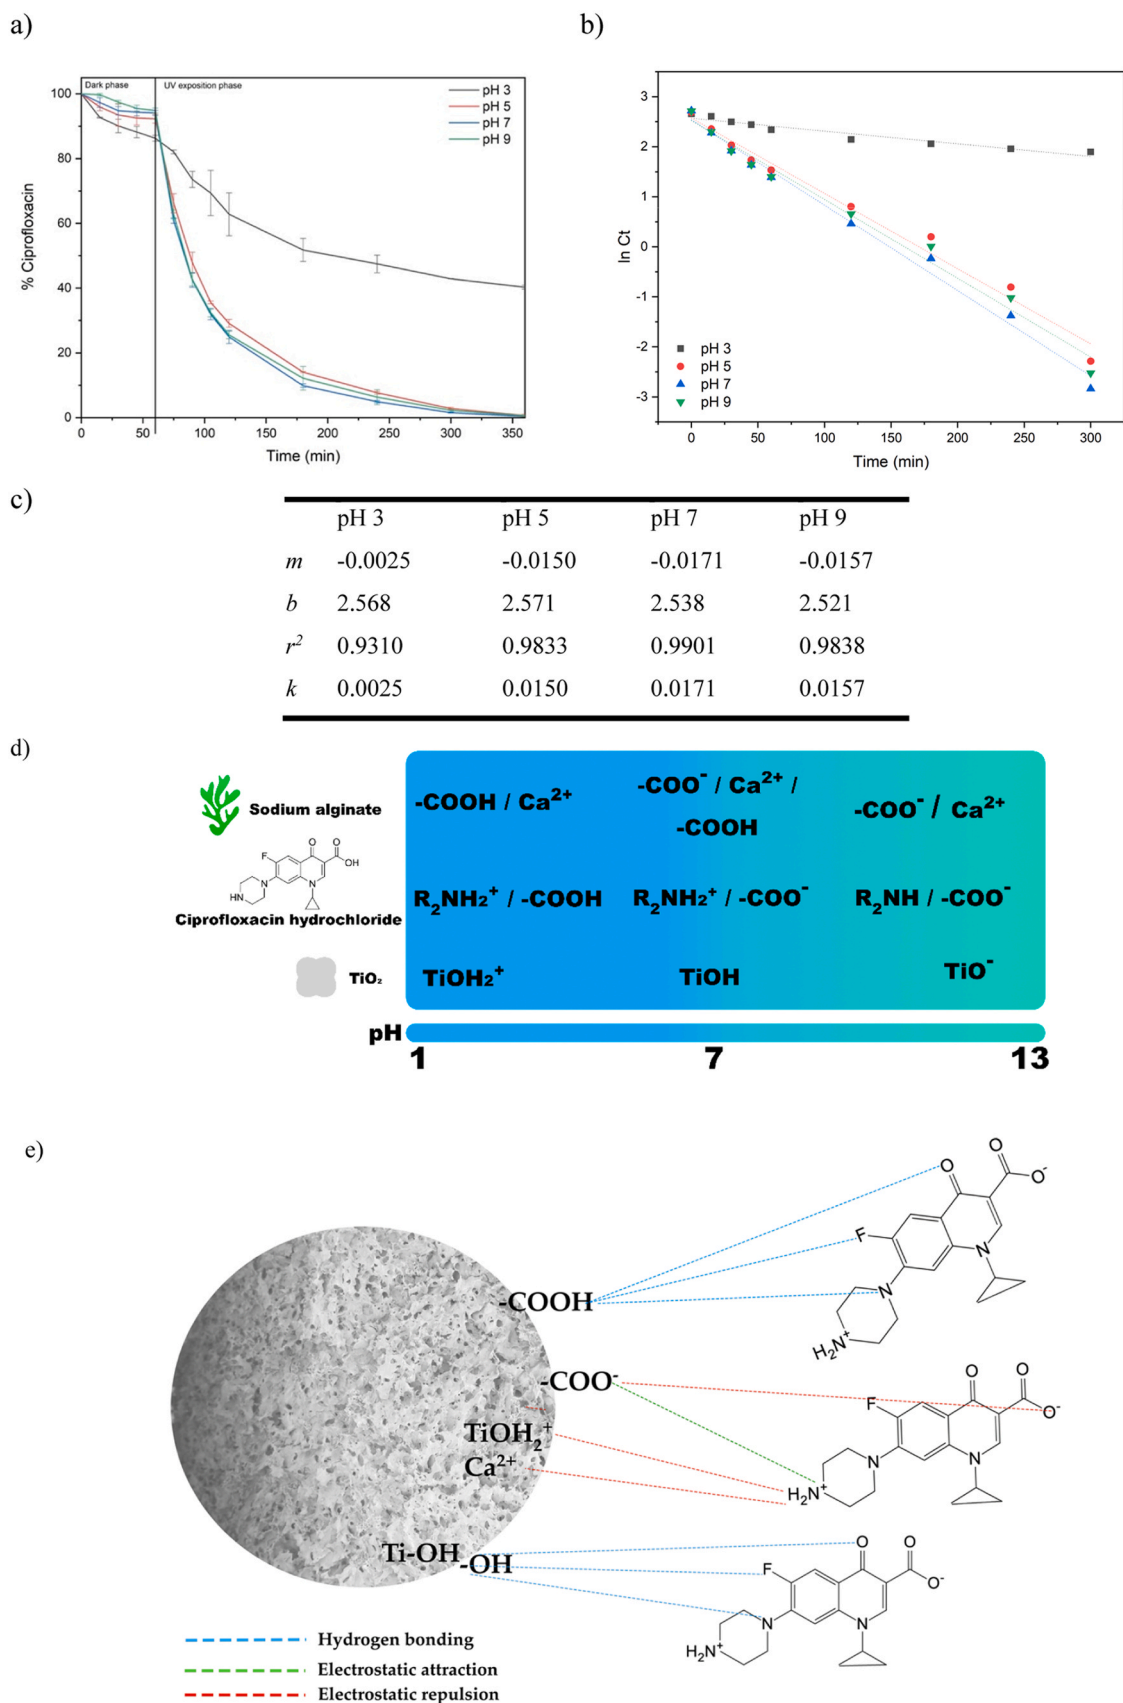 a)
Dark phase
UV exposition phase
pH 3
pH 5
pH 7
pH 9
100
80
60
40
20
0
% Ciprofloxacin
0
50
100
150
200
250
300
350
Time (min)
b)
3
2
1
0
-1
-2
-3
ln Ct
pH 3
pH 5
pH 7
pH 9
0
50
100
150
200
250
300
Time (min)
c)
pH 3 pH 5 pH 7 pH 9
m -0.0025 -0.0150 -0.0171 -0.0157
b 2.568 2.571 2.538 2.521
r² 0.9310 0.9833 0.9901 0.9838
k 0.0025 0.0150 0.0171 0.0157
d)
Sodium alginate
-COOH / Ca²⁺
-COO⁻ / Ca²⁺ /
-COOH
-COO⁻ / Ca²⁺
O
O
F
OH
N
N
HN
Ciprofloxacin hydrochloride
R₂NH₂⁺ / -COOH
R₂NH₂⁺ / -COO⁻
R₂NH / -COO⁻
TiO₂
TiOH₂⁺
TiOH
TiO⁻
pH
1
7
13
e)
O
O
O⁻
F
N
N
H₂N⁺
-COOH
-COO⁻
TiOH₂⁺
Ca²⁺
O
O
F
O⁻
N
N
H₂N⁺
Ti-OH
-OH
O
O
F
O⁻
N
N
H₂N⁺
Hydrogen bonding
Electrostatic attraction
Electrostatic repulsion